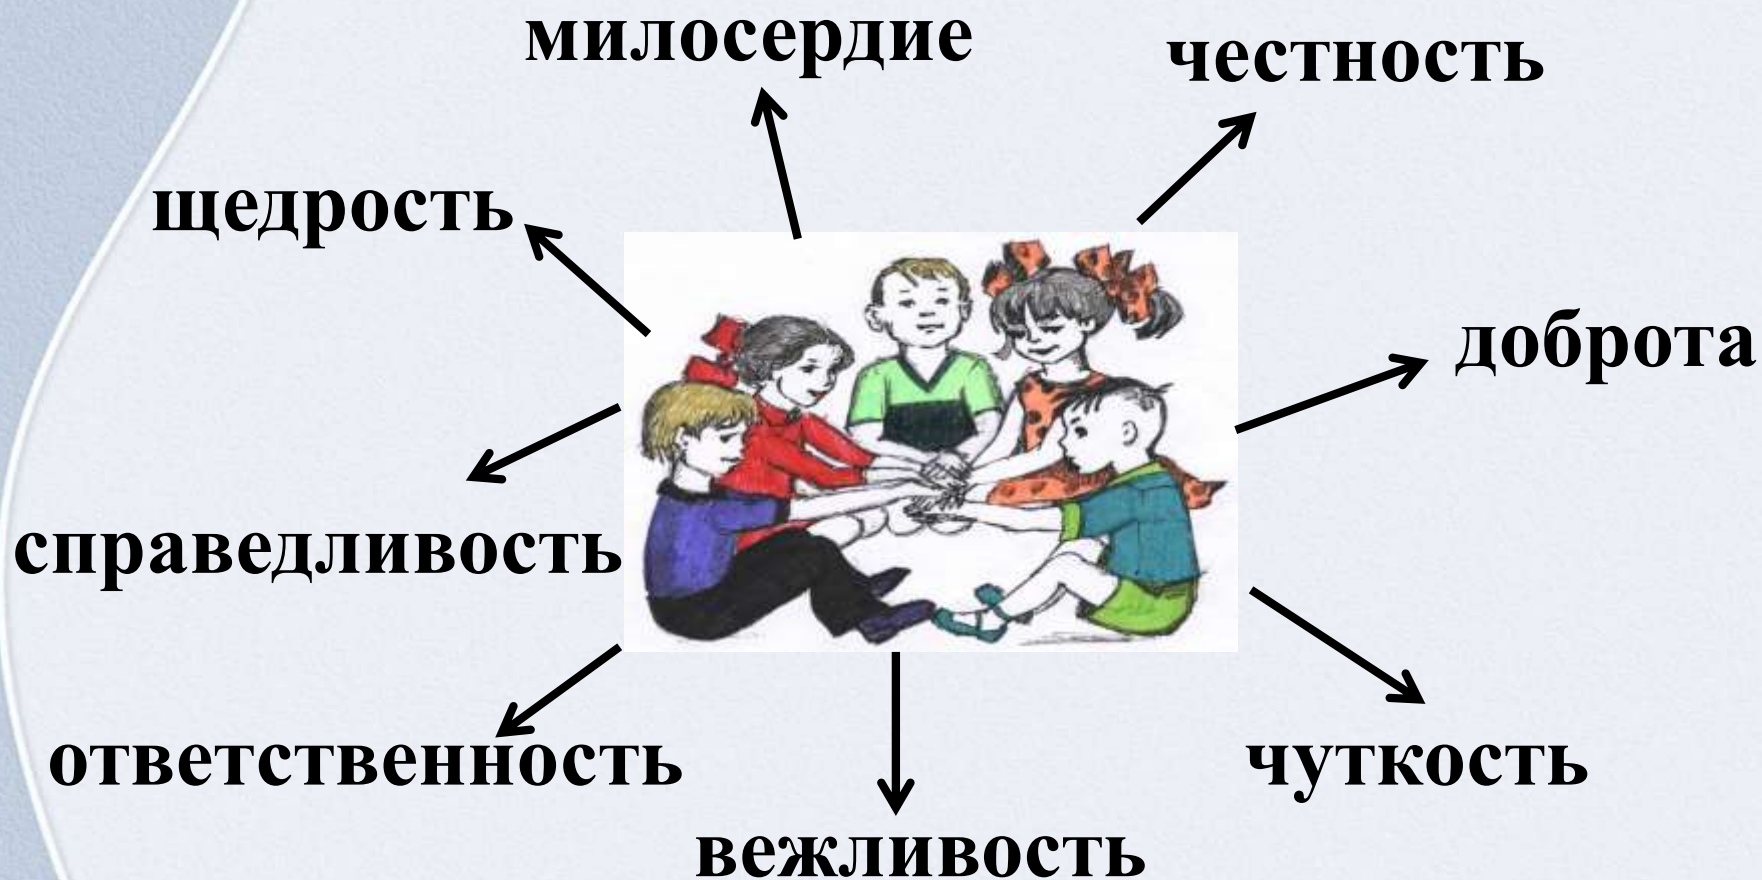 милосердие
честность
щедрость
доброта
справедливость
ответственность
чуткость
вежливость